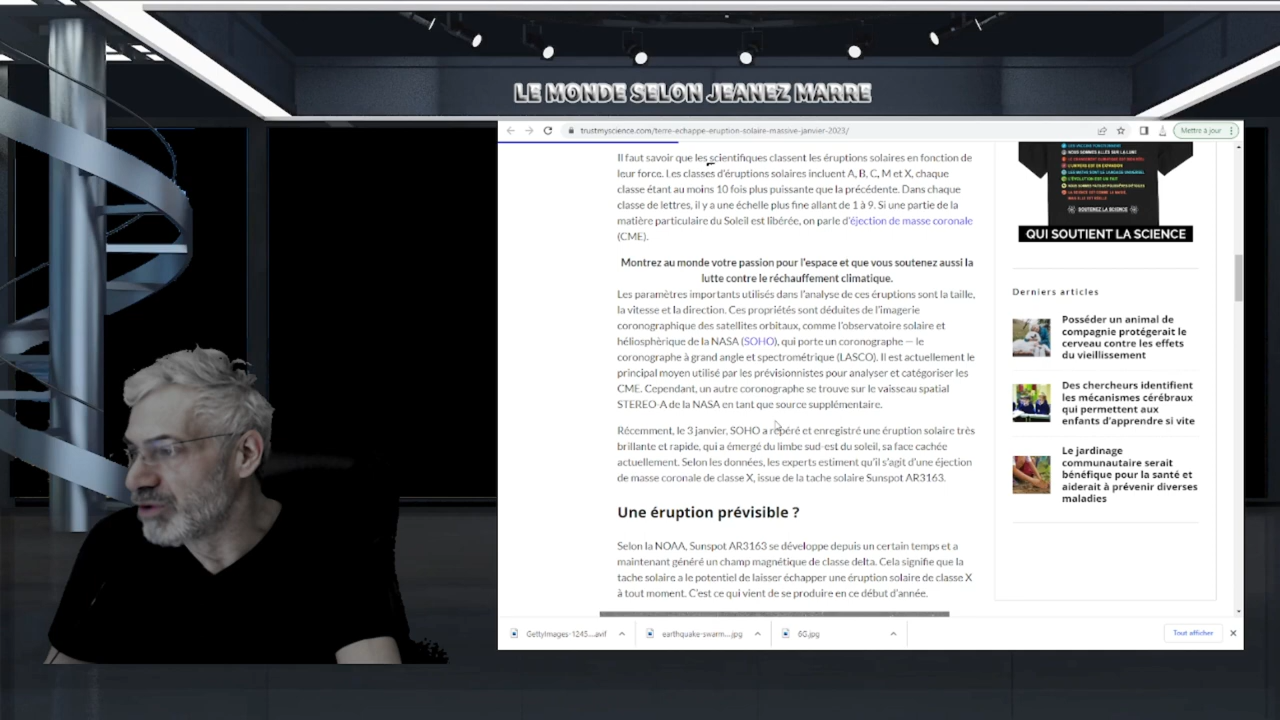 LE MONDE SELON JEANEZ MARRE
trustmyscience.com/terre-echappe-eruption-solaire-massive-janvier-2023/
Mettre à jour
Il faut savoir que les scientifiques classent les éruptions solaires en fonction de
leur force. Les classes d'éruptions solaires incluent A, B, C, M et X, chaque
classe étant au moins 10 fois plus puissante que la précédente. Dans chaque
classe de lettres, il y a une échelle plus fine allant de 1 à 9. Si une partie de la
matière particulaire du Soleil est libérée, on parle d'éjection de masse coronale
(CME).
Montrez au monde votre passion pour l'espace et que vous soutenez aussi la
lutte contre le réchauffement climatique.
Les paramètres importants utilisés dans l'analyse de ces éruptions sont la taille,
la vitesse et la direction. Ces propriétés sont déduites de l'imagerie
coronographique des satellites orbitaux, comme l'observatoire solaire et
héliosphérique de la NASA (SOHO), qui porte un coronographe — le
coronographe à grand angle et spectrométrique (LASCO). Il est actuellement le
principal moyen utilisé par les prévisionnistes pour analyser et catégoriser les
CME. Cependant, un autre coronographe se trouve sur le vaisseau spatial
STEREO-A de la NASA en tant que source supplémentaire.
Récemment, le 3 janvier, SOHO a repéré et enregistré une éruption solaire très
brillante et rapide, qui a émergé du limbe sud-est du soleil, sa face cachée
actuellement. Selon les données, les experts estiment qu'il s'agit d'une éjection
de masse coronale de classe X, issue de la tache solaire Sunspot AR3163.
Une éruption prévisible ?
Selon la NOAA, Sunspot AR3163 se développe depuis un certain temps et a
maintenant généré un champ magnétique de classe delta. Cela signifie que la
tache solaire a le potentiel de laisser échapper une éruption solaire de classe X
à tout moment. C'est ce qui vient de se produire en ce début d'année.
SOUTENEZ LA SCIENCE
QUI SOUTIENT LA SCIENCE
Derniers articles
Posséder un animal de
compagnie protégerait le
cerveau contre les effets
du vieillissement
Des chercheurs identifient
les mécanismes cérébraux
qui permettent aux
enfants d'apprendre si vite
Le jardinage
communautaire serait
bénéfique pour la santé et
aiderait à prévenir diverses
maladies
GettyImages-1245....avif
earthquake-swarm....jpg
6G.jpg
Tout afficher